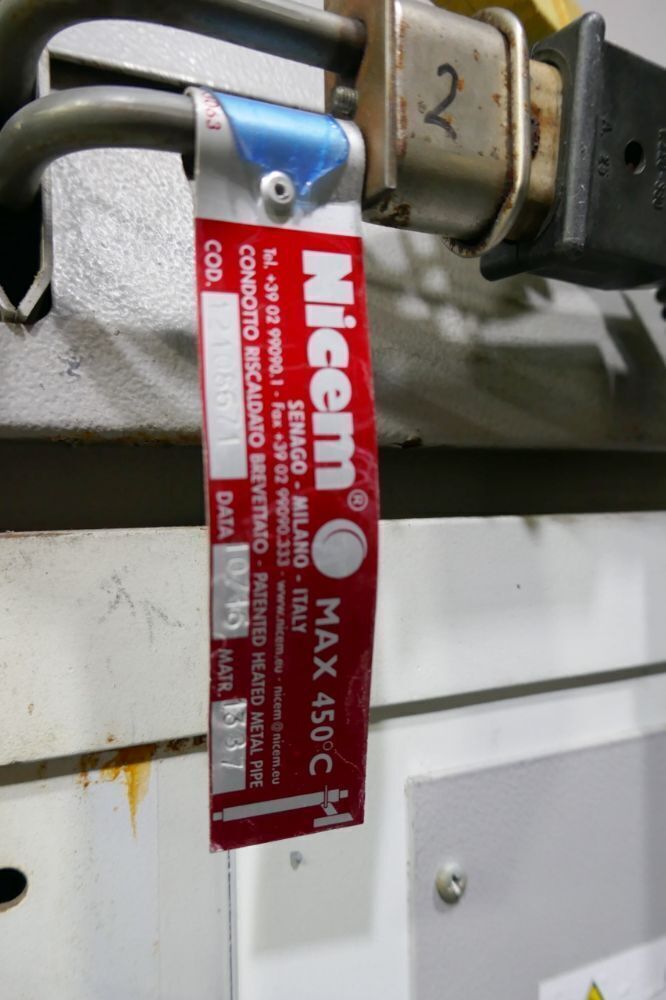 2
Nicem® MAX 450°C
SENAGO - MILANO - ITALY
Tel. +39 02 99090.1 - Fax +39 02 99090.333 - www.nicem.eu - nicem@nicem.eu
CONDOTTO RISCALDATO BREVETTATO - PATENTED HEATED METAL PIPE
COD. DATA 10/16 MATR. 1337